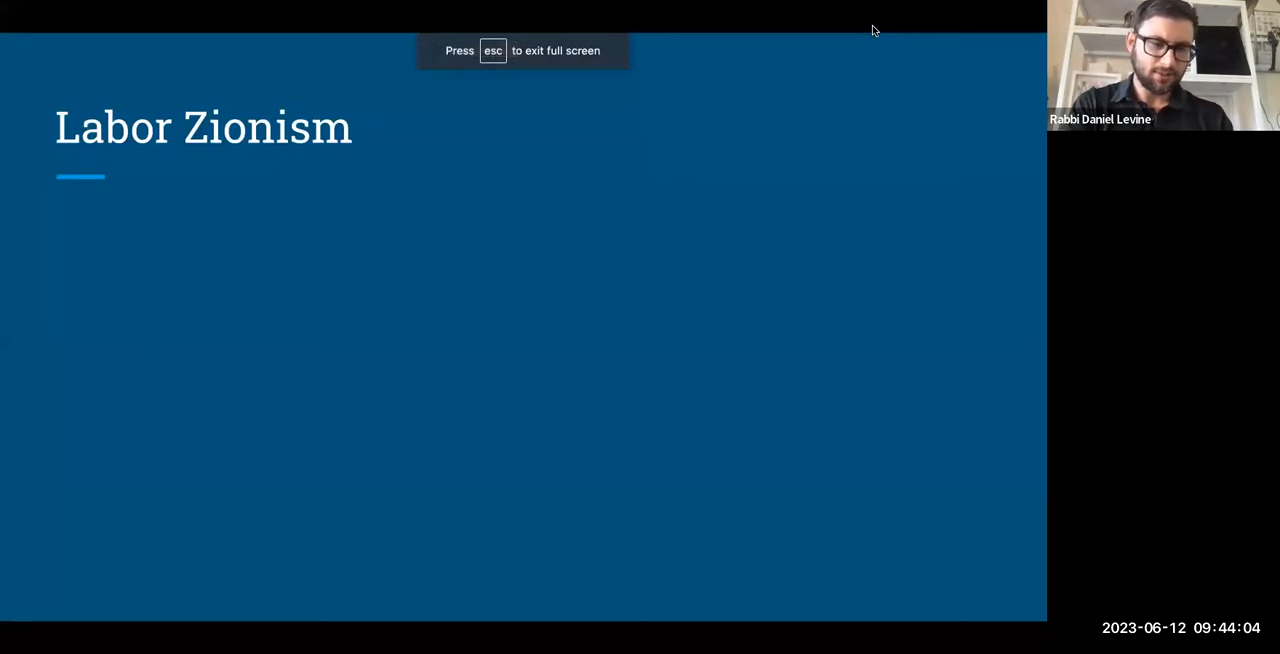 Press esc to exit full screen
Labor Zionism
Rabbi Daniel Levine
2023-06-12 09:44:04